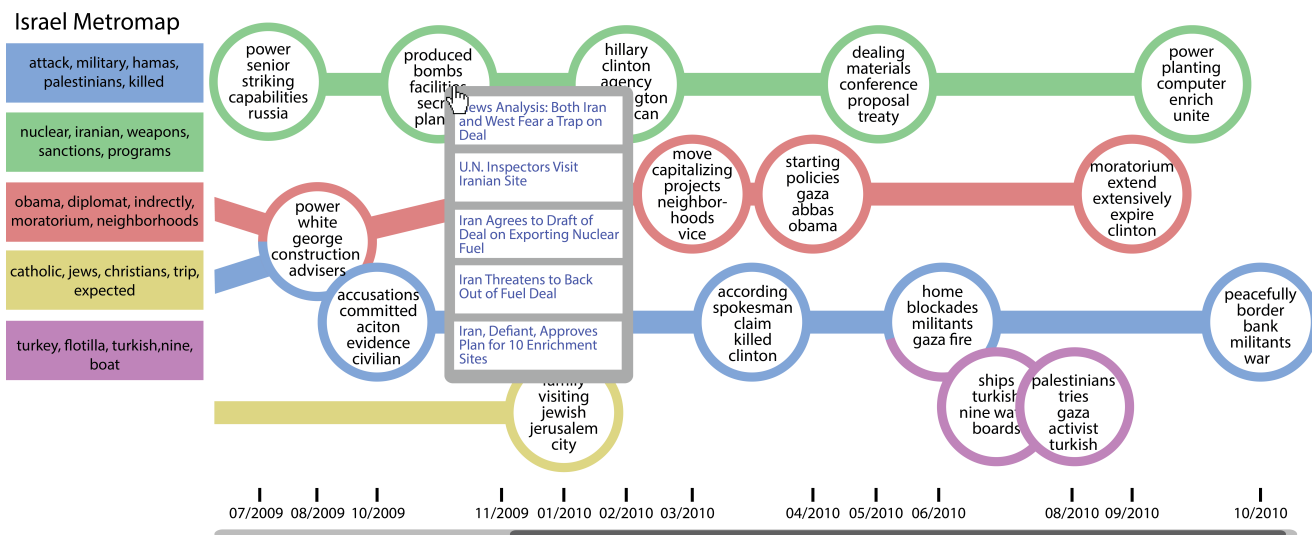 Israel Metromap
attack, military, hamas,
palestinians, killed
nuclear, iranian, weapons,
sanctions, programs
obama, diplomat, indirectly,
moratorium, neighborhoods
catholic, jews, christians, trip,
expected
turkey, flotilla, turkish,nine,
boat
power
senior
striking
capabilities
russia
produced
bombs
hillary
clinton
agency
dealing
materials
conference
proposal
treaty
power
planting
computer
enrich
unite
News Analysis: Both Iran
and West Fear a Trap on
Deal
U.N. Inspectors Visit
Iranian Site
Iran Agrees to Draft of
Deal on Exporting Nuclear
Fuel
Iran Threatens to Back
Out of Fuel Deal
Iran, Defiant, Approves
Plan for 10 Enrichment
Sites
power
white
george
construction
advisers
move
capitalizing
projects
neighbor-
hoods
vice
starting
policies
gaza
abbas
obama
moratorium
extend
extensively
expire
clinton
accusations
committed
aciton
evidence
civilian
according
spokesman
claim
killed
clinton
home
blockades
militants
gaza fire
peacefully
border
bank
militants
war
family
visiting
jewish
jerusalem
city
ships
turkish
nine
boards
palestinians
tries
gaza
activist
turkish
07/2009 08/2009 10/2009 11/2009 01/2010 02/2010 03/2010 04/2010 05/2010 06/2010 08/2010 09/2010 10/2010